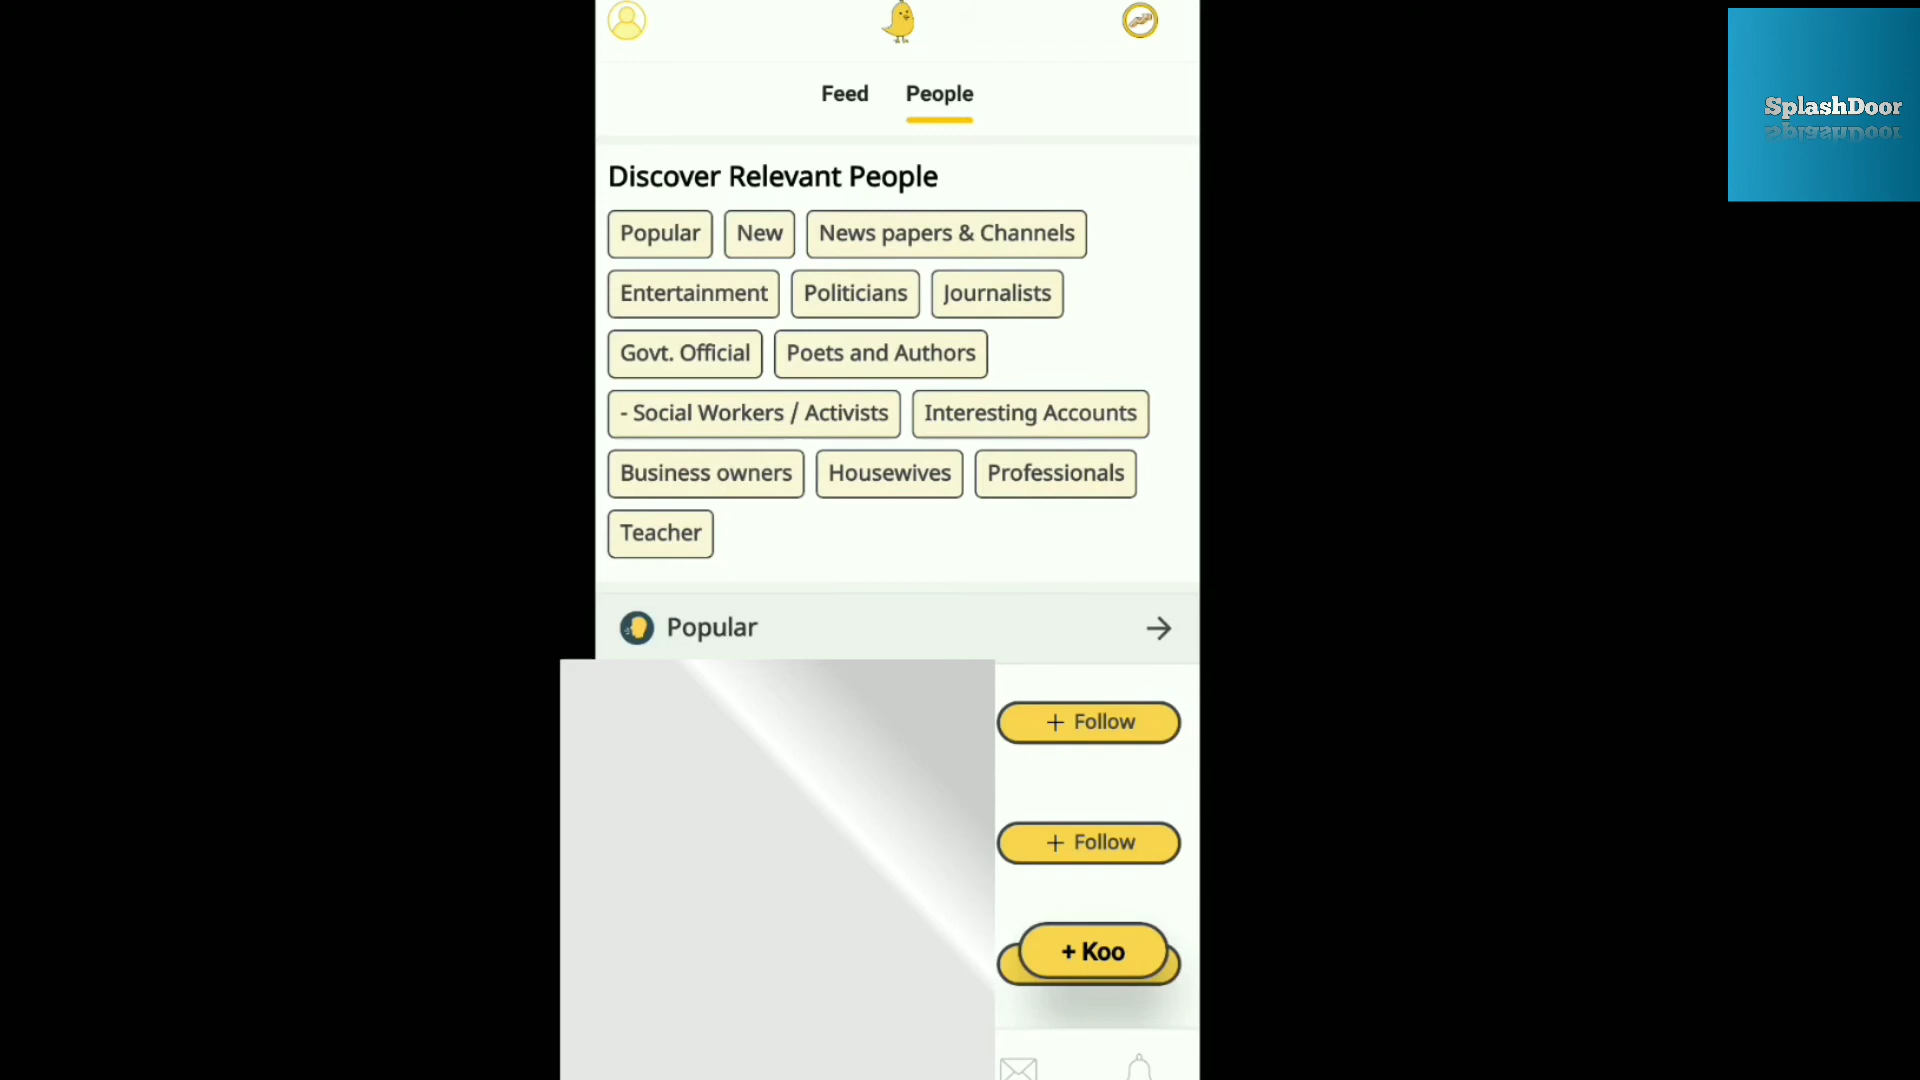 SplashDoor
Feed People
Discover Relevant People
Popular New News papers & Channels
Entertainment Politicians Journalists
Govt. Official Poets and Authors
- Social Workers / Activists Interesting Accounts
Business owners Housewives Professionals
Teacher
Popular
+ Follow
+ Follow
+ Koo